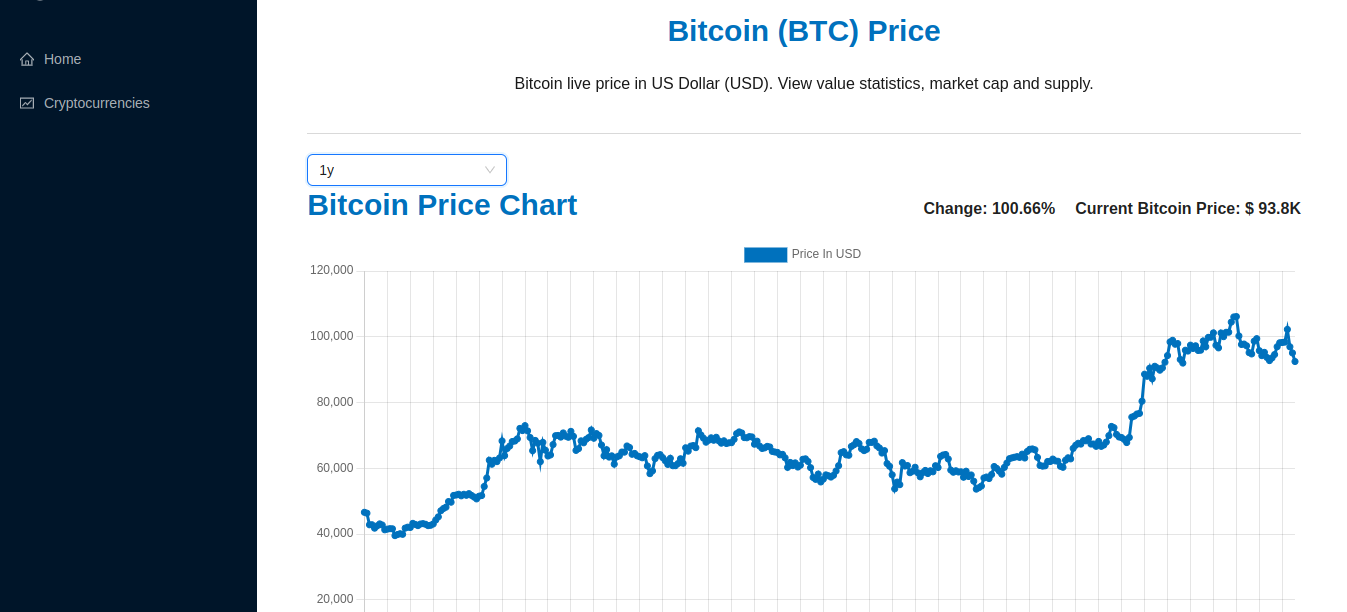 Home
Cryptocurrencies
Bitcoin (BTC) Price
Bitcoin live price in US Dollar (USD). View value statistics, market cap and supply.
1y
Bitcoin Price Chart
Change: 100.66% Current Bitcoin Price: $ 93.8K
Price In USD
120,000
100,000
80,000
60,000
40,000
20,000